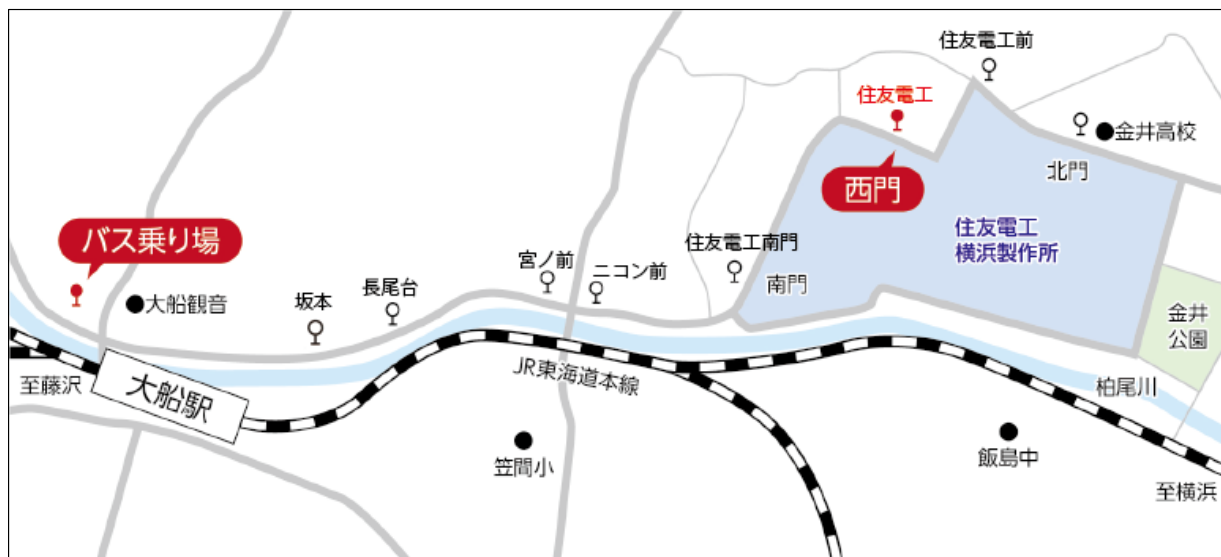 住友電工前
住友電工
金井高校
北門
西門
バス乗り場
住友電工
横浜製作所
住友電工南門
宮ノ前
ニコン前
南門
長尾台
坂本
大船観音
金井
公園
JR東海道本線
至藤沢
大船駅
柏尾川
笠間小
飯島中
至横浜